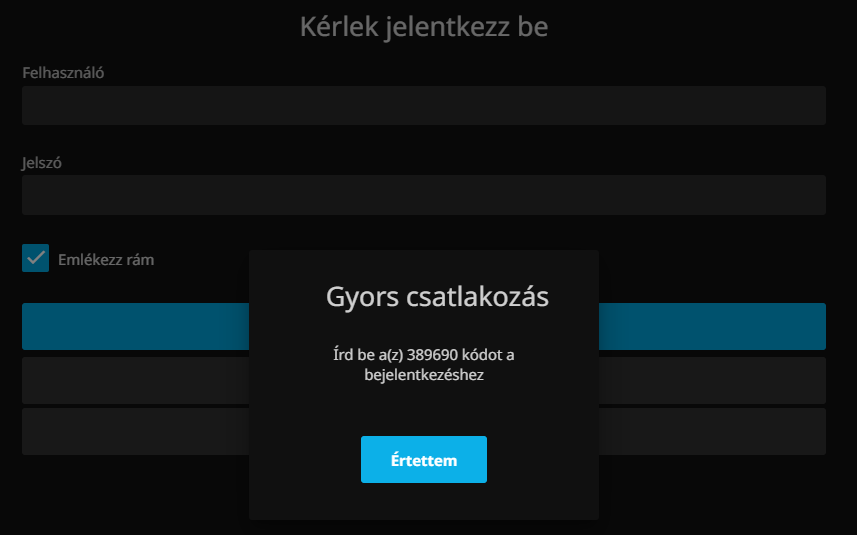 Kérlek jelentkezz be
Felhasználó
Jelszó
Emlékezz rám
Gyors csatlakozás
Írd be a(z) 389690 kódot a
bejelentkezéshez
Értettem